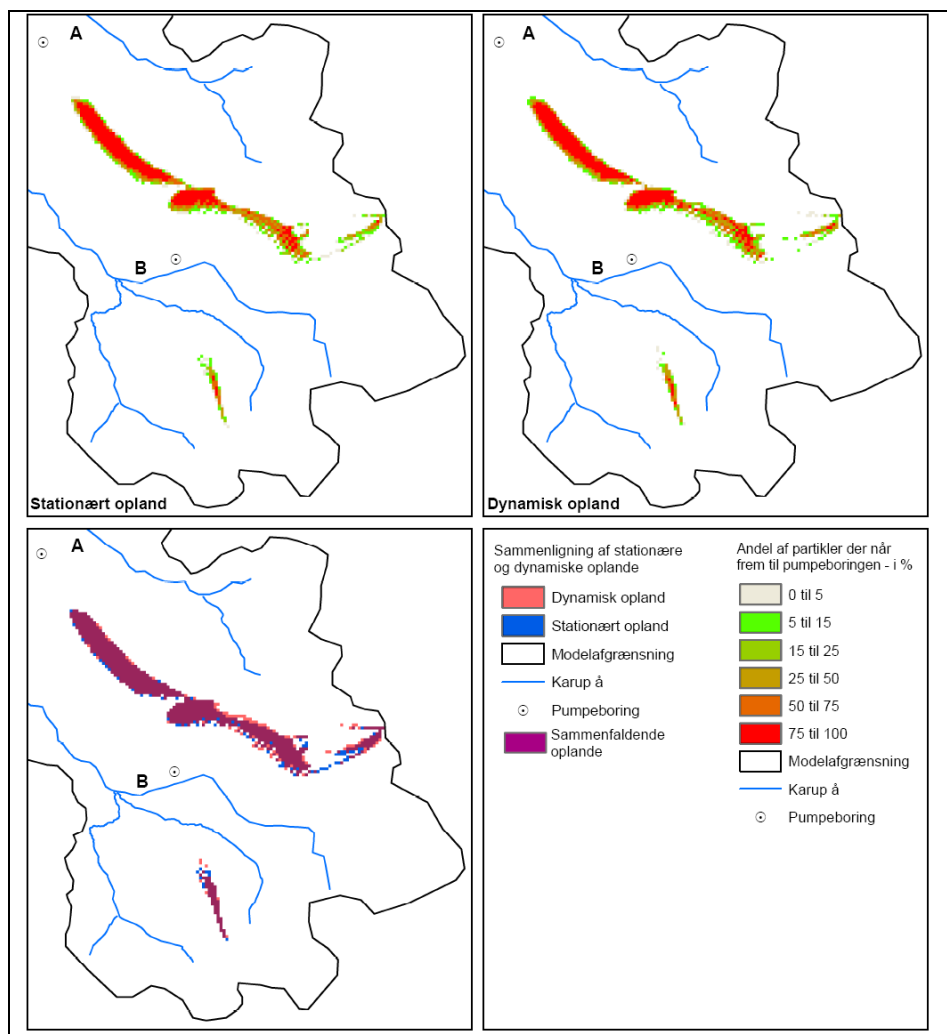 A
B
Stationært opland
A
B
Dynamisk opland
A
B
Sammenligning af stationære
og dynamiske oplande
Dynamisk opland
Stationært opland
Modelafgrænsning
Karup å
Pumpeboring
Sammenfaldende
oplande
Andel af partikler der når
frem til pumpeboringen - i %
0 til 5
5 til 15
15 til 25
25 til 50
50 til 75
75 til 100
Modelafgrænsning
Karup å
Pumpeboring